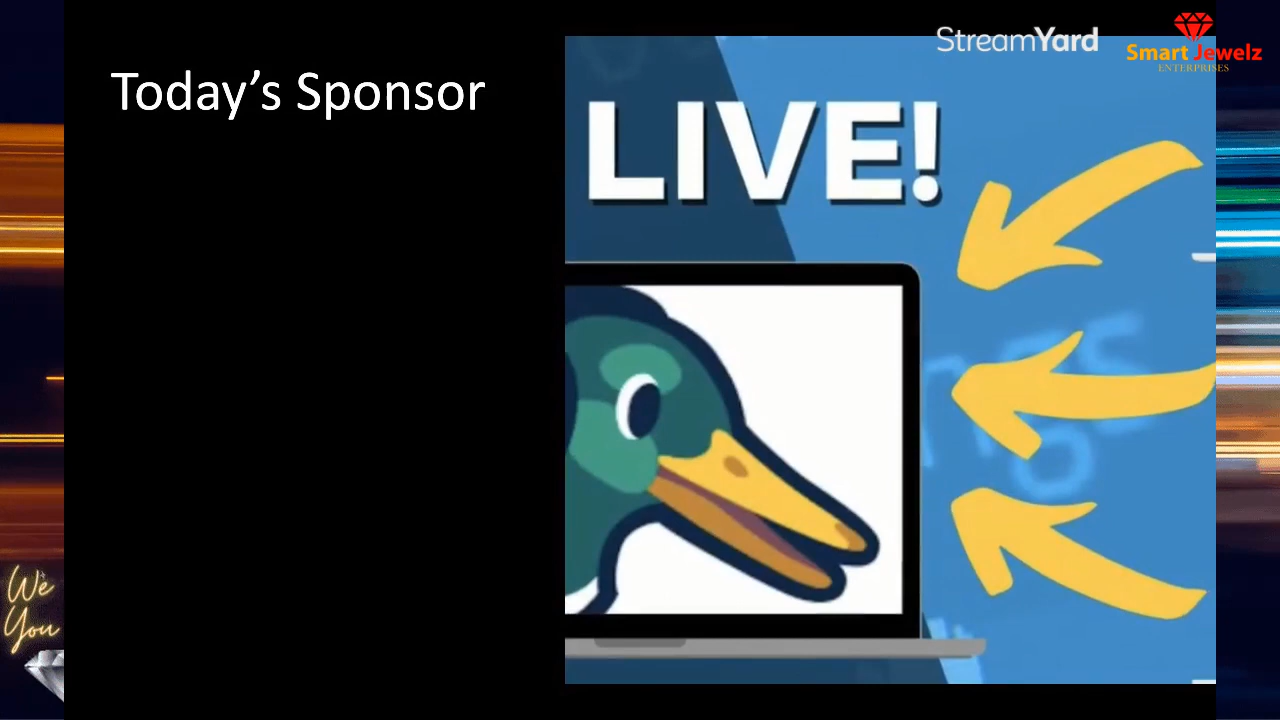 Today's Sponsor
StreamYard
Smart Jewelz
ENTERPRISES
LIVE!
We
You